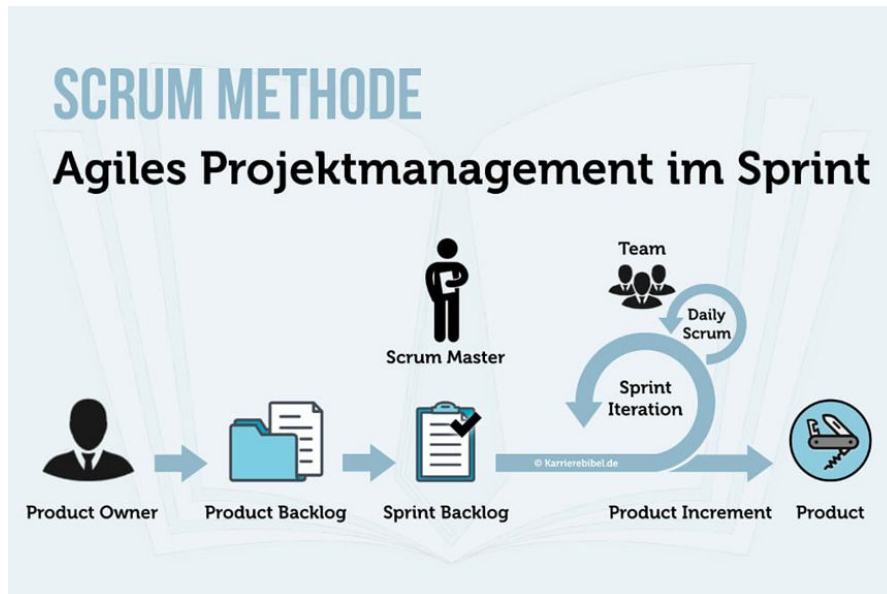 SCRUM METHODE
Agiles Projektmanagement im Sprint
Team
Daily
Scrum
Scrum Master
Sprint
Iteration
© Karrierebibel.de
Product Owner
Product Backlog
Sprint Backlog
Product Increment
Product